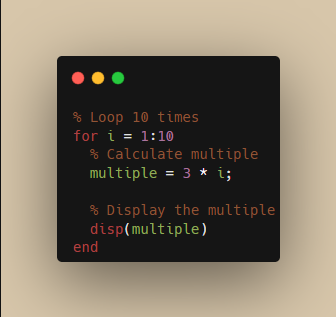 % Loop 10 times
for i = 1:10
  % Calculate multiple
  multiple = 3 * i;

  % Display the multiple
  disp(multiple)
end